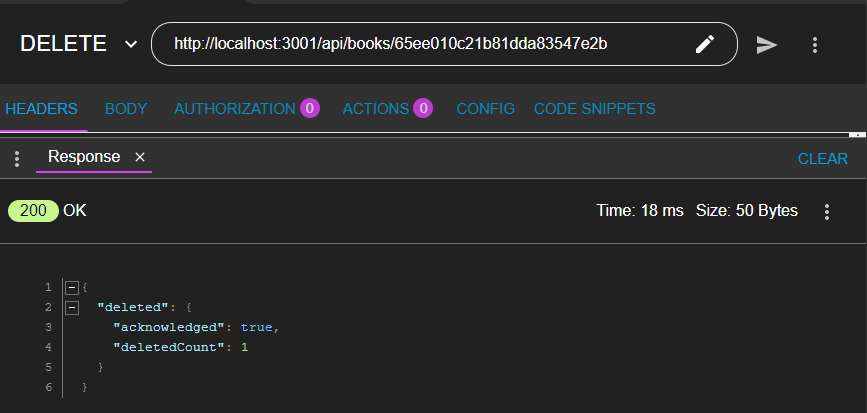 DELETE http://localhost:3001/api/books/65ee010c21b81dda83547e2b
HEADERS BODY AUTHORIZATION 0 ACTIONS 0 CONFIG CODE SNIPPETS
Response × CLEAR
200 OK Time: 18 ms Size: 50 Bytes
1 {
2 "deleted": {
3 "acknowledged": true,
4 "deletedCount": 1
5 }
6 }